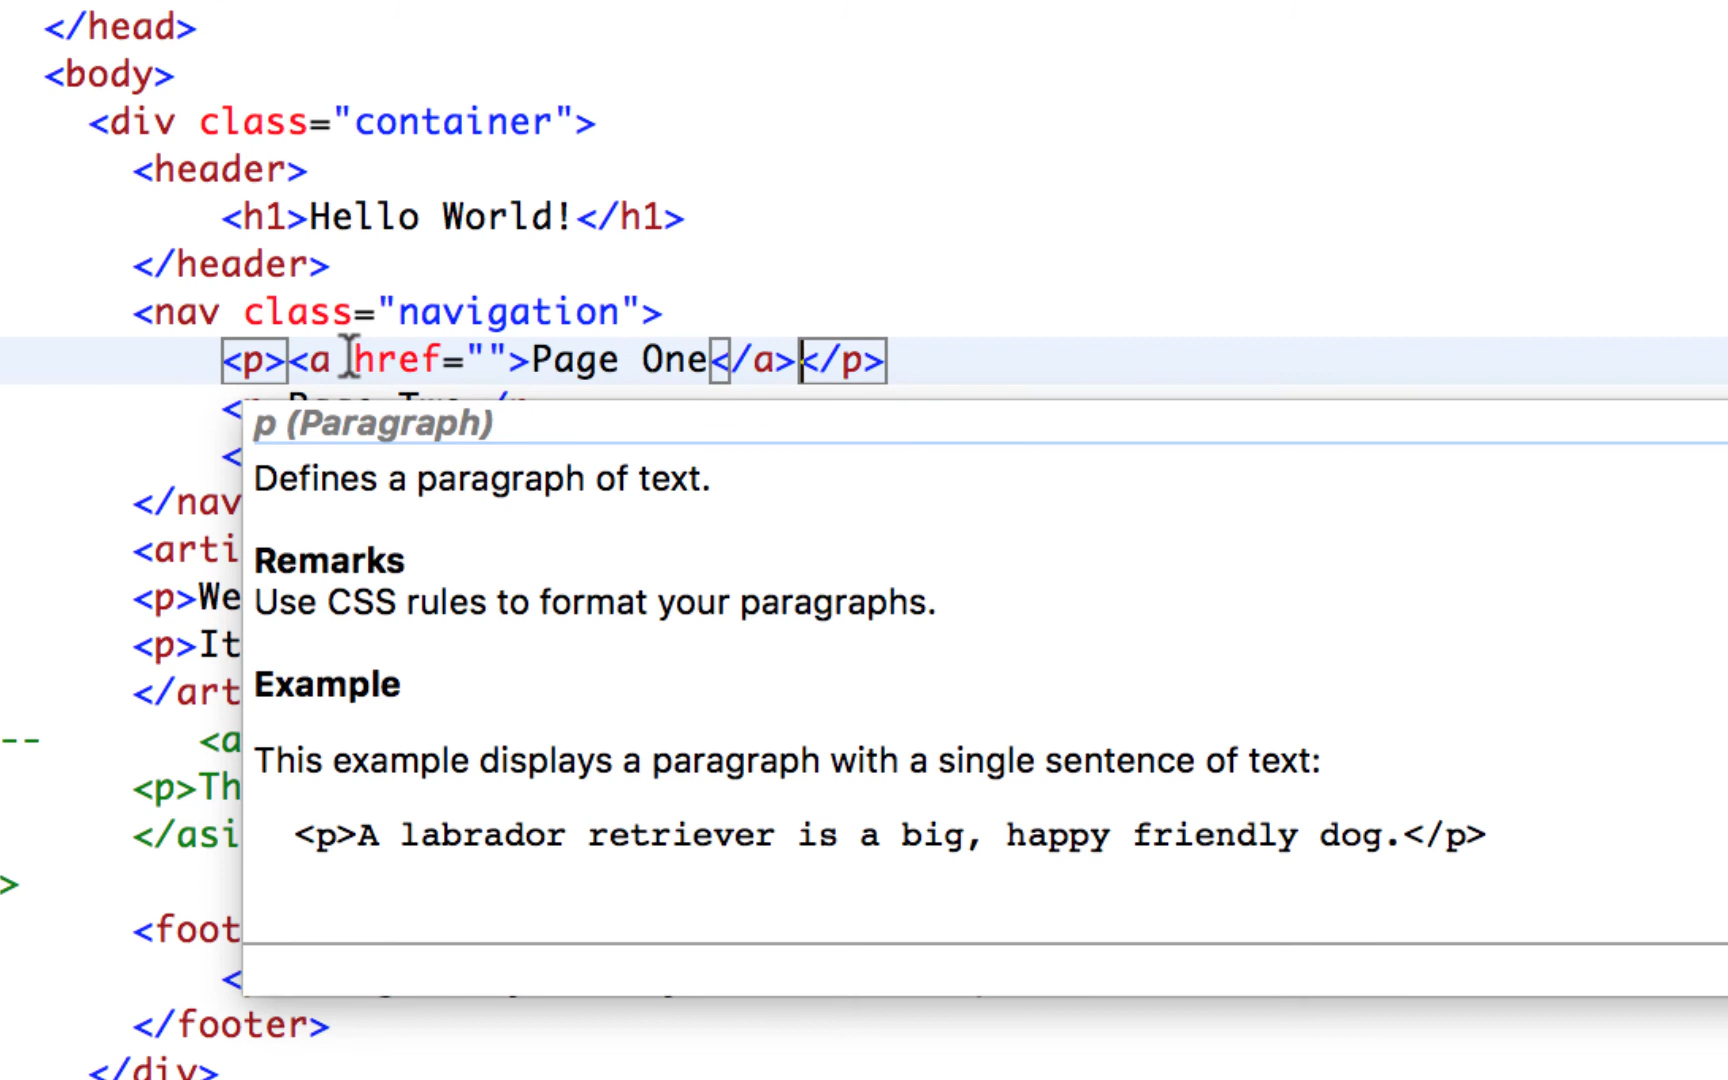 </head>
<body>
<div class="container">
<header>
<h1>Hello World!</h1>
</header>
<nav class="navigation">
<p><a href="">Page One</a></p>
<
p (Paragraph)
<
Defines a paragraph of text.
</nav
<arti
Remarks
<p>We
Use CSS rules to format your paragraphs.
<p>It
</art
Example
-- <a
This example displays a paragraph with a single sentence of text:
<p>Th
</asi
<p>A labrador retriever is a big, happy friendly dog.</p>
>
<foot
<
</footer>
</div>